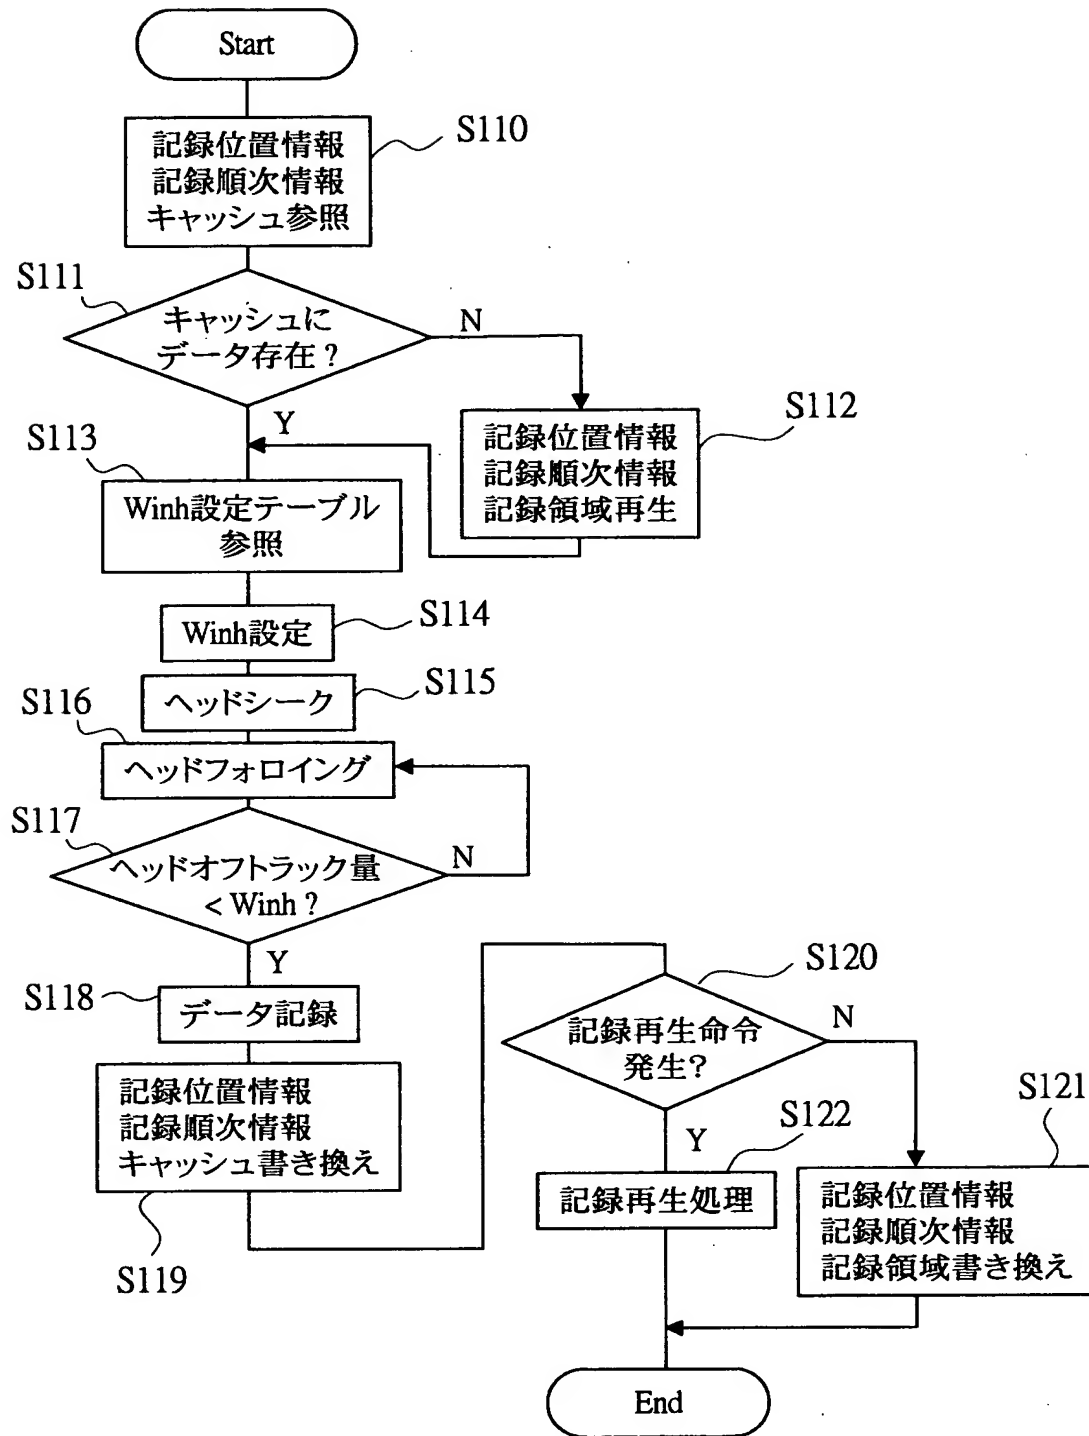 Start
S110
記録位置情報
記録順次情報
キャッシュ参照
S111
キャッシュに
データ存在?
N
Y
S112
記録位置情報
記録順次情報
記録領域再生
S113
Winh設定テーブル
参照
S114
Winh設定
S115
ヘッドシーク
S116
ヘッドフォロイング
S117
ヘッドオフトラック量
< Winh ?
N
Y
S118
データ記録
記録位置情報
記録順次情報
キャッシュ書き換え
S119
S120
記録再生命令
発生?
N
Y
S122
記録再生処理
S121
記録位置情報
記録順次情報
記録領域書き換え
End